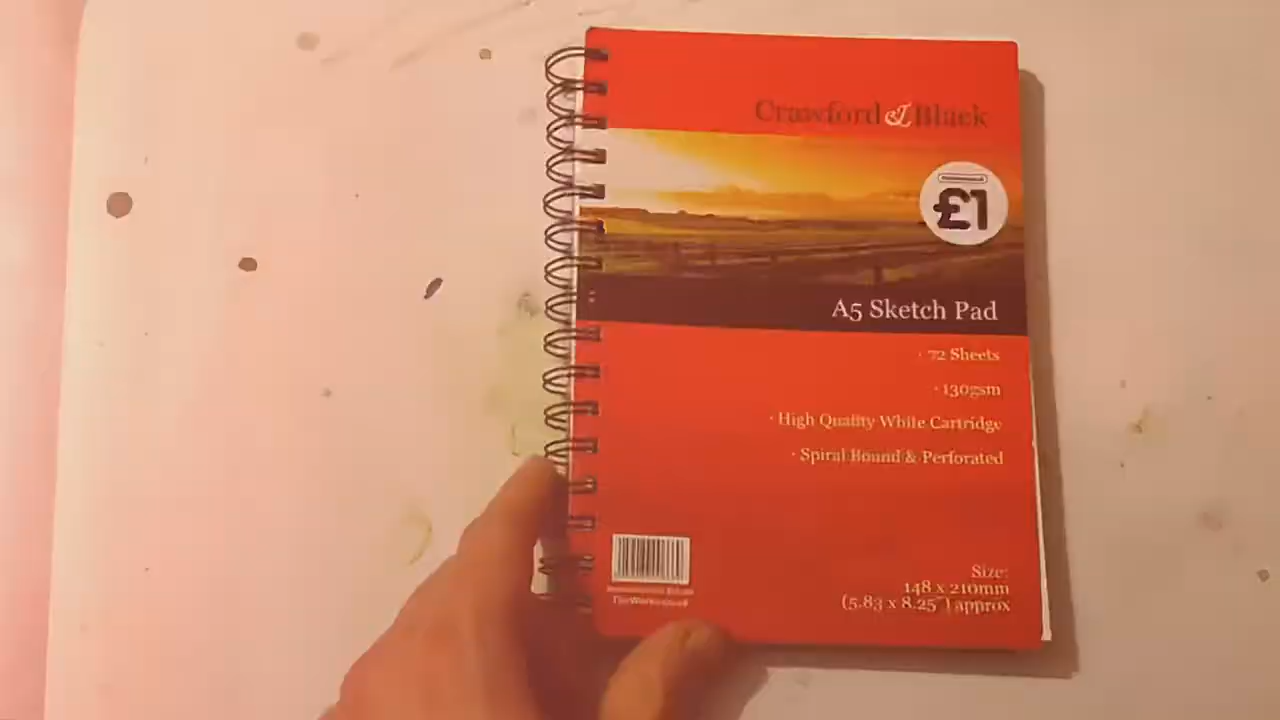 Crawford & Black
£1
A5 Sketch Pad
· 72 Sheets
· 130gsm
· High Quality White Cartridge
· Spiral Bound & Perforated
Size:
148 x 210mm
(5.83 x 8.25") approx